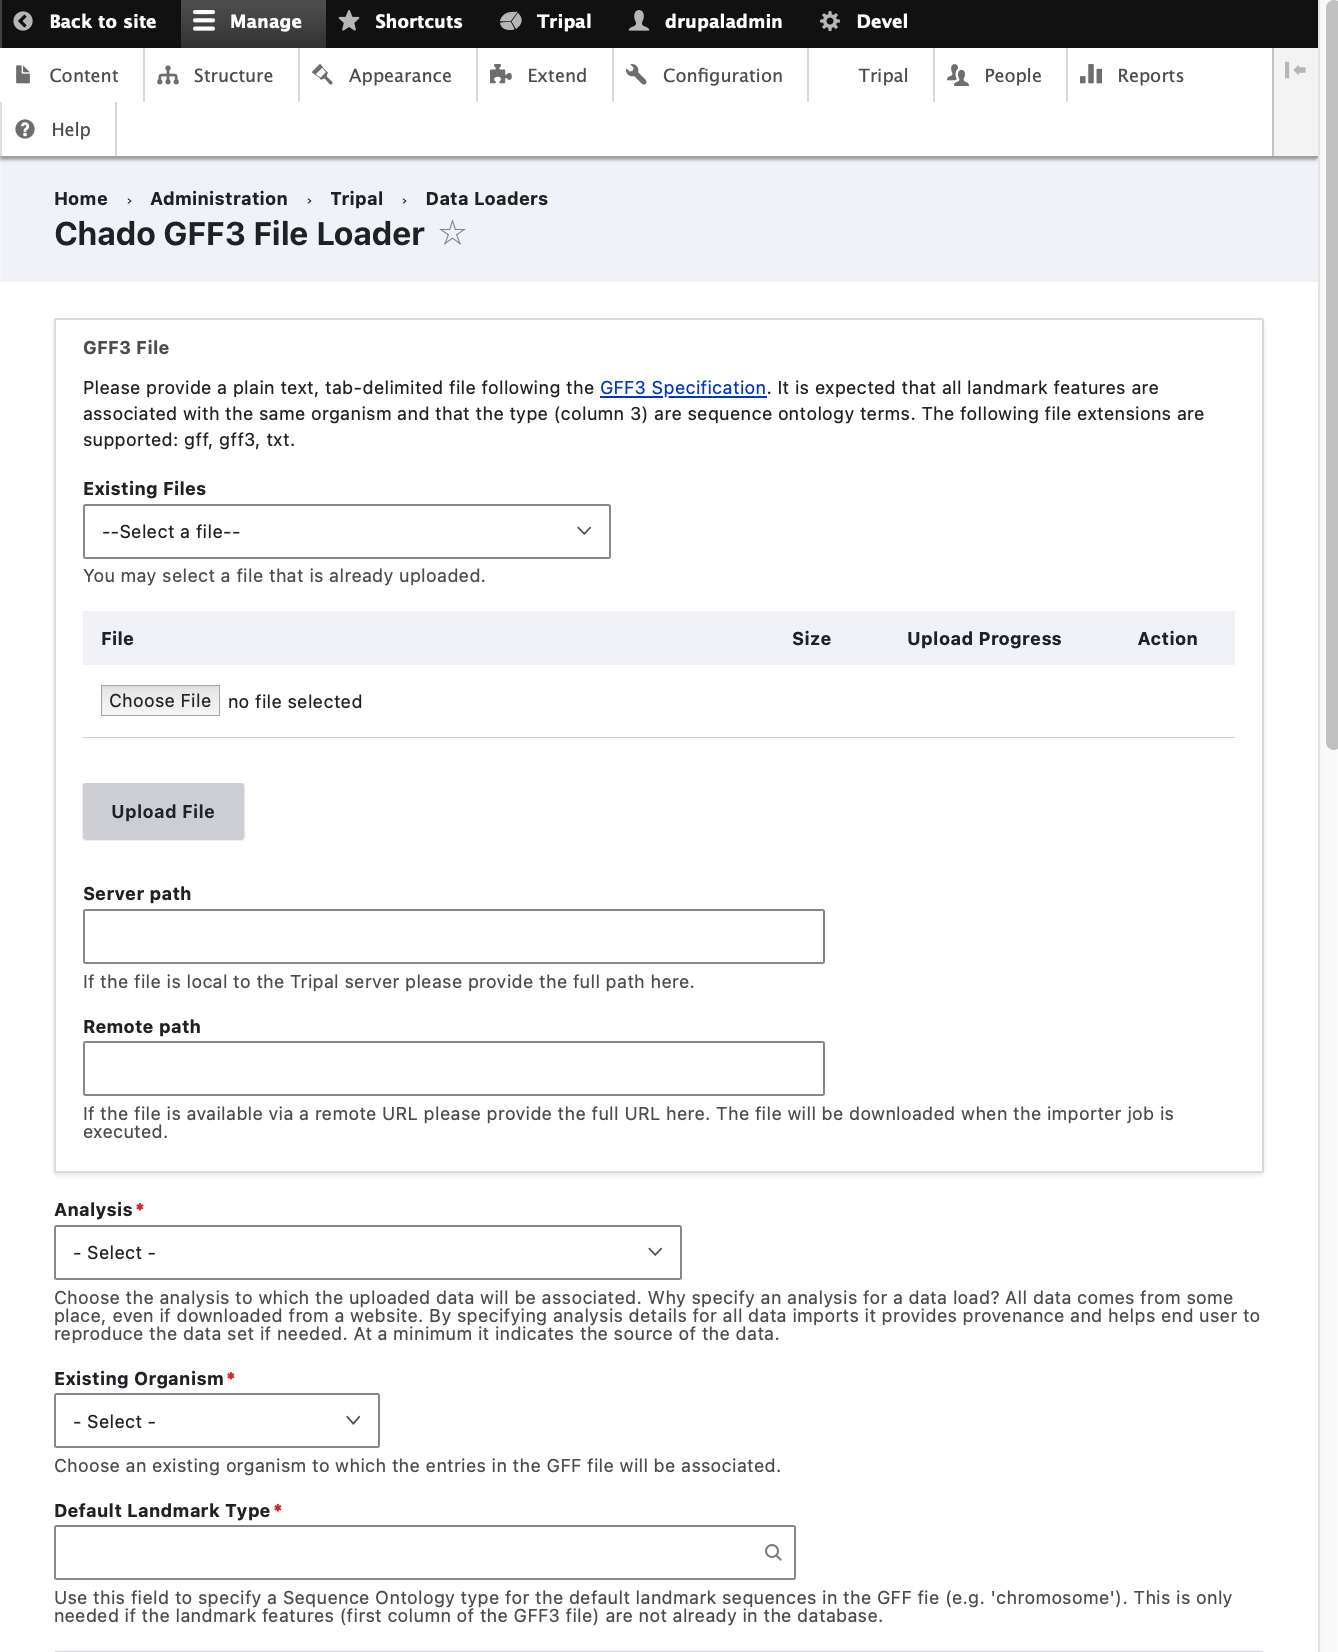 Back to site Manage Shortcuts Tripal drupaladmin Devel
Content Structure Appearance Extend Configuration Tripal People Reports
Help
Home › Administration › Tripal › Data Loaders
Chado GFF3 File Loader
GFF3 File
Please provide a plain text, tab-delimited file following the GFF3 Specification. It is expected that all landmark features are
associated with the same organism and that the type (column 3) are sequence ontology terms. The following file extensions are
supported: gff, gff3, txt.
Existing Files
--Select a file--
You may select a file that is already uploaded.
File Size Upload Progress Action
Choose File no file selected
Upload File
Server path
If the file is local to the Tripal server please provide the full path here.
Remote path
If the file is available via a remote URL please provide the full URL here. The file will be downloaded when the importer job is
executed.
Analysis*
- Select -
Choose the analysis to which the uploaded data will be associated. Why specify an analysis for a data load? All data comes from some
place, even if downloaded from a website. By specifying analysis details for all data imports it provides provenance and helps end user to
reproduce the data set if needed. At a minimum it indicates the source of the data.
Existing Organism*
- Select -
Choose an existing organism to which the entries in the GFF file will be associated.
Default Landmark Type*
Use this field to specify a Sequence Ontology type for the default landmark sequences in the GFF fie (e.g. 'chromosome'). This is only
needed if the landmark features (first column of the GFF3 file) are not already in the database.